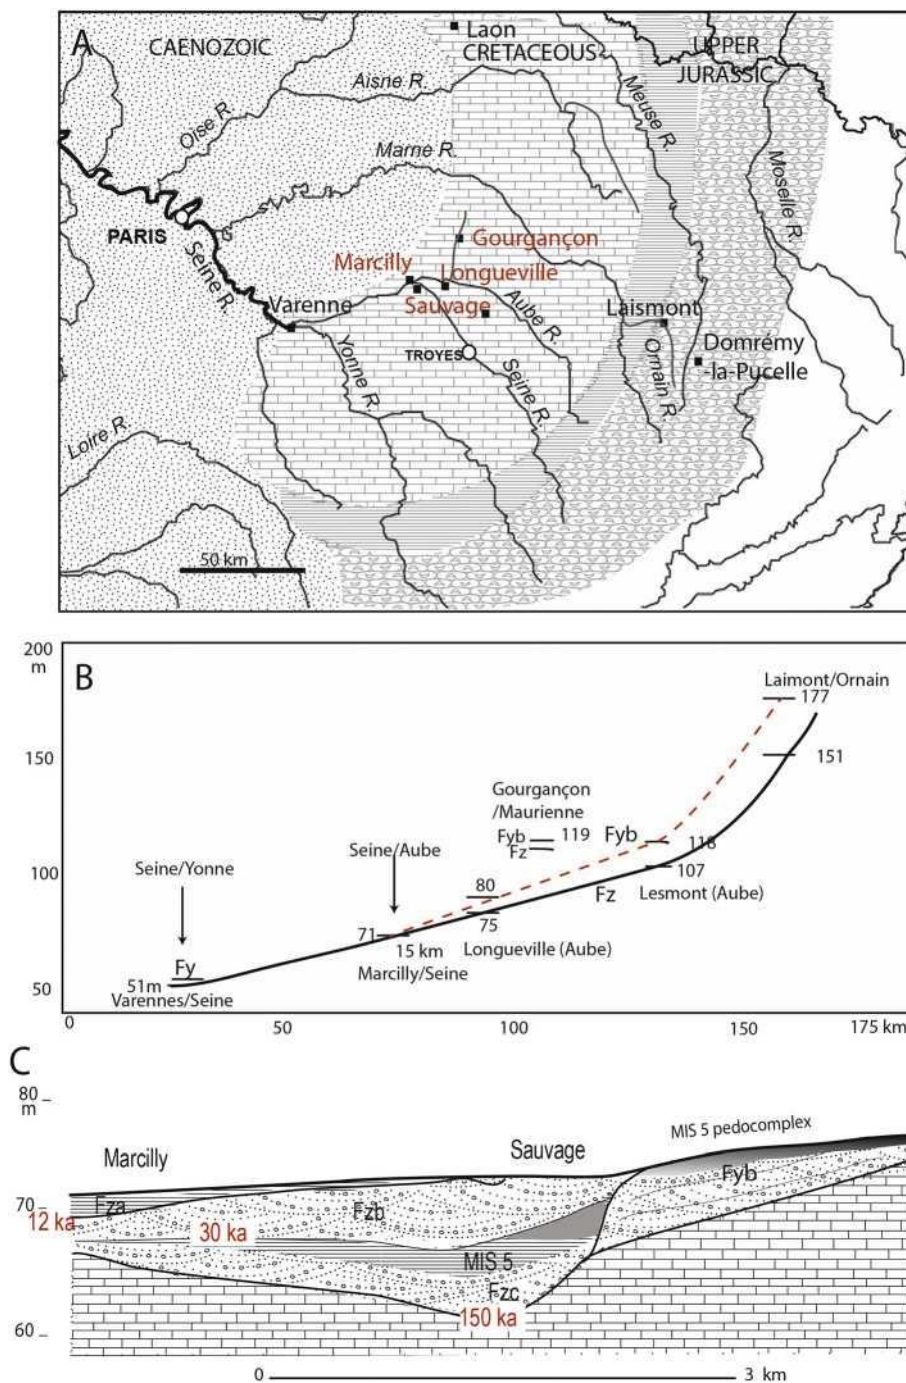 A
CAENOZOIC
Laon
CRETACEOUS
UPPER
JURASSIC
Aisne R.
Oise R.
Meuse R.
Marne R.
Moselle R.
PARIS
Seine R.
Gourgançon
Marcilly
Longueville
Varenne
Sauvage
Aube R.
Laismont
TROYES
Yonne R.
Seine R.
Ornain R.
Domrémy
-la-Pucelle
Loire R.
50 km
200
m
B
Laimont/Ornain
177
150
151
Gourgançon
/Maurienne
Fyb 119
Fz
Fyb
118
Seine/Aube
Seine/Yonne
100
80
Fz
107
Lesmont (Aube)
71
15 km
75
Longueville (Aube)
Marcilly/Seine
Fy
51m
Varennes/Seine
50
0 50 100 150 175 km
C
80
m
MIS 5 pedocomplex
Marcilly
Sauvage
Fyb
70
Fza
Fzb
12 ka
30 ka
MIS 5
Fzc
150 ka
60
0 3 km